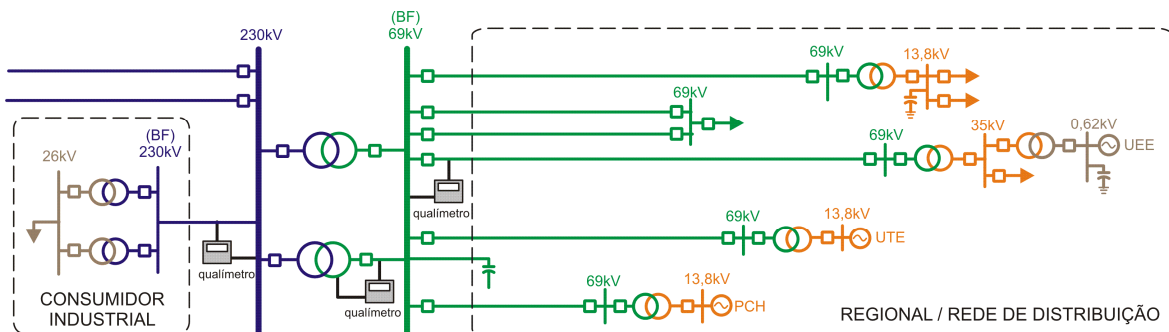 (BF)
230kV
69kV
69kV
13,8kV
69kV
(BF)
26kV
230kV
69kV
35kV
0,62kV
UEE
qualímetro
69kV
13,8kV
UTE
qualímetro
69kV
13,8kV
PCH
qualímetro
CONSUMIDOR
INDUSTRIAL
REGIONAL / REDE DE DISTRIBUIÇÃO